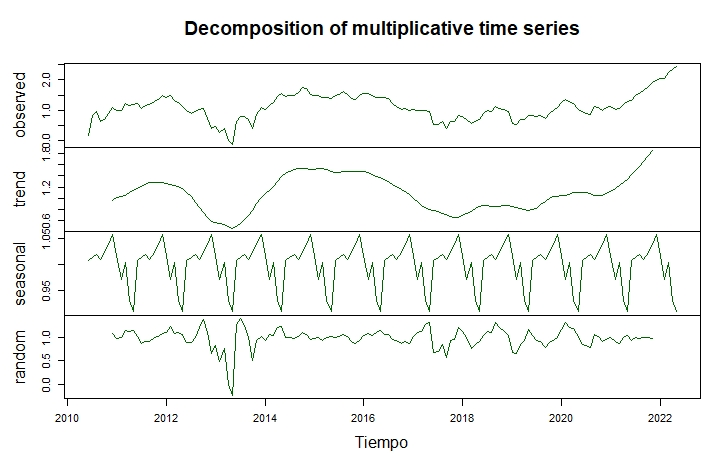 Decomposition of multiplicative time series
observed
2.0
1.0
0.0
trend
1.8
1.2
0.6
seasonal
1.05
0.95
random
1.0
0.5
0.0
2010 2012 2014 2016 2018 2020 2022
Tiempo